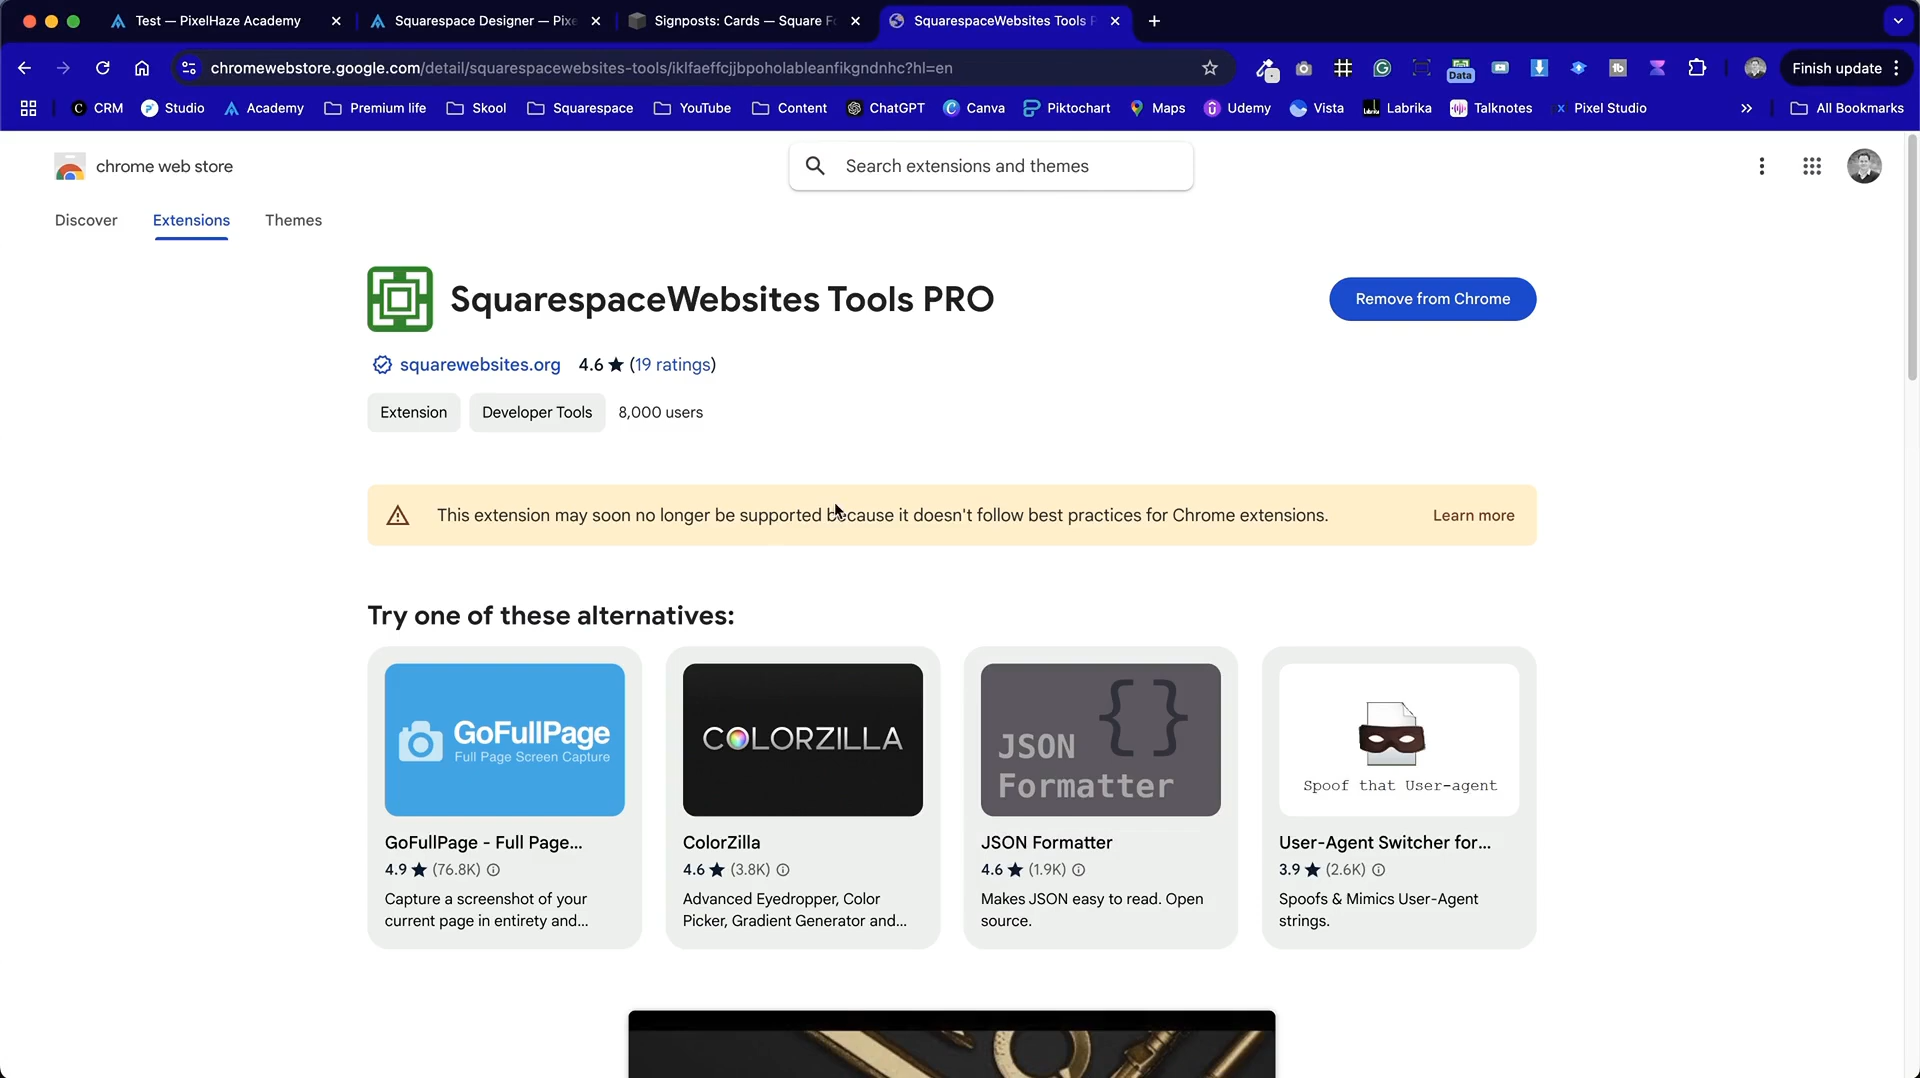 Test — PixelHaze Academy
Squarespace Designer — Pixe
Signposts: Cards — Square Fo
SquarespaceWebsites Tools P
chromewebstore.google.com/detail/squarespacewebsites-tools/iklfaeffcjjbpoholableanfikgndnhc?hl=en
Data
Finish update
CRM
Studio
Academy
Premium life
Skool
Squarespace
YouTube
Content
ChatGPT
Canva
Piktochart
Maps
Udemy
Vista
Labrika
Talknotes
Pixel Studio
All Bookmarks
chrome web store
Search extensions and themes
Discover
Extensions
Themes
SquarespaceWebsites Tools PRO
Remove from Chrome
squarewebsites.org 4.6 ★ (19 ratings)
Extension
Developer Tools
8,000 users
This extension may soon no longer be supported because it doesn't follow best practices for Chrome extensions.
Learn more
Try one of these alternatives:
GoFullPage
Full Page Screen Capture
GoFullPage - Full Page...
4.9 ★ (76.8K)
Capture a screenshot of your
current page in entirety and...
COLORZILLA
ColorZilla
4.6 ★ (3.8K)
Advanced Eyedropper, Color
Picker, Gradient Generator and...
{}
JSON
Formatter
JSON Formatter
4.6 ★ (1.9K)
Makes JSON easy to read. Open
source.
Spoof that User-agent
User-Agent Switcher for...
3.9 ★ (2.6K)
Spoofs & Mimics User-Agent
strings.